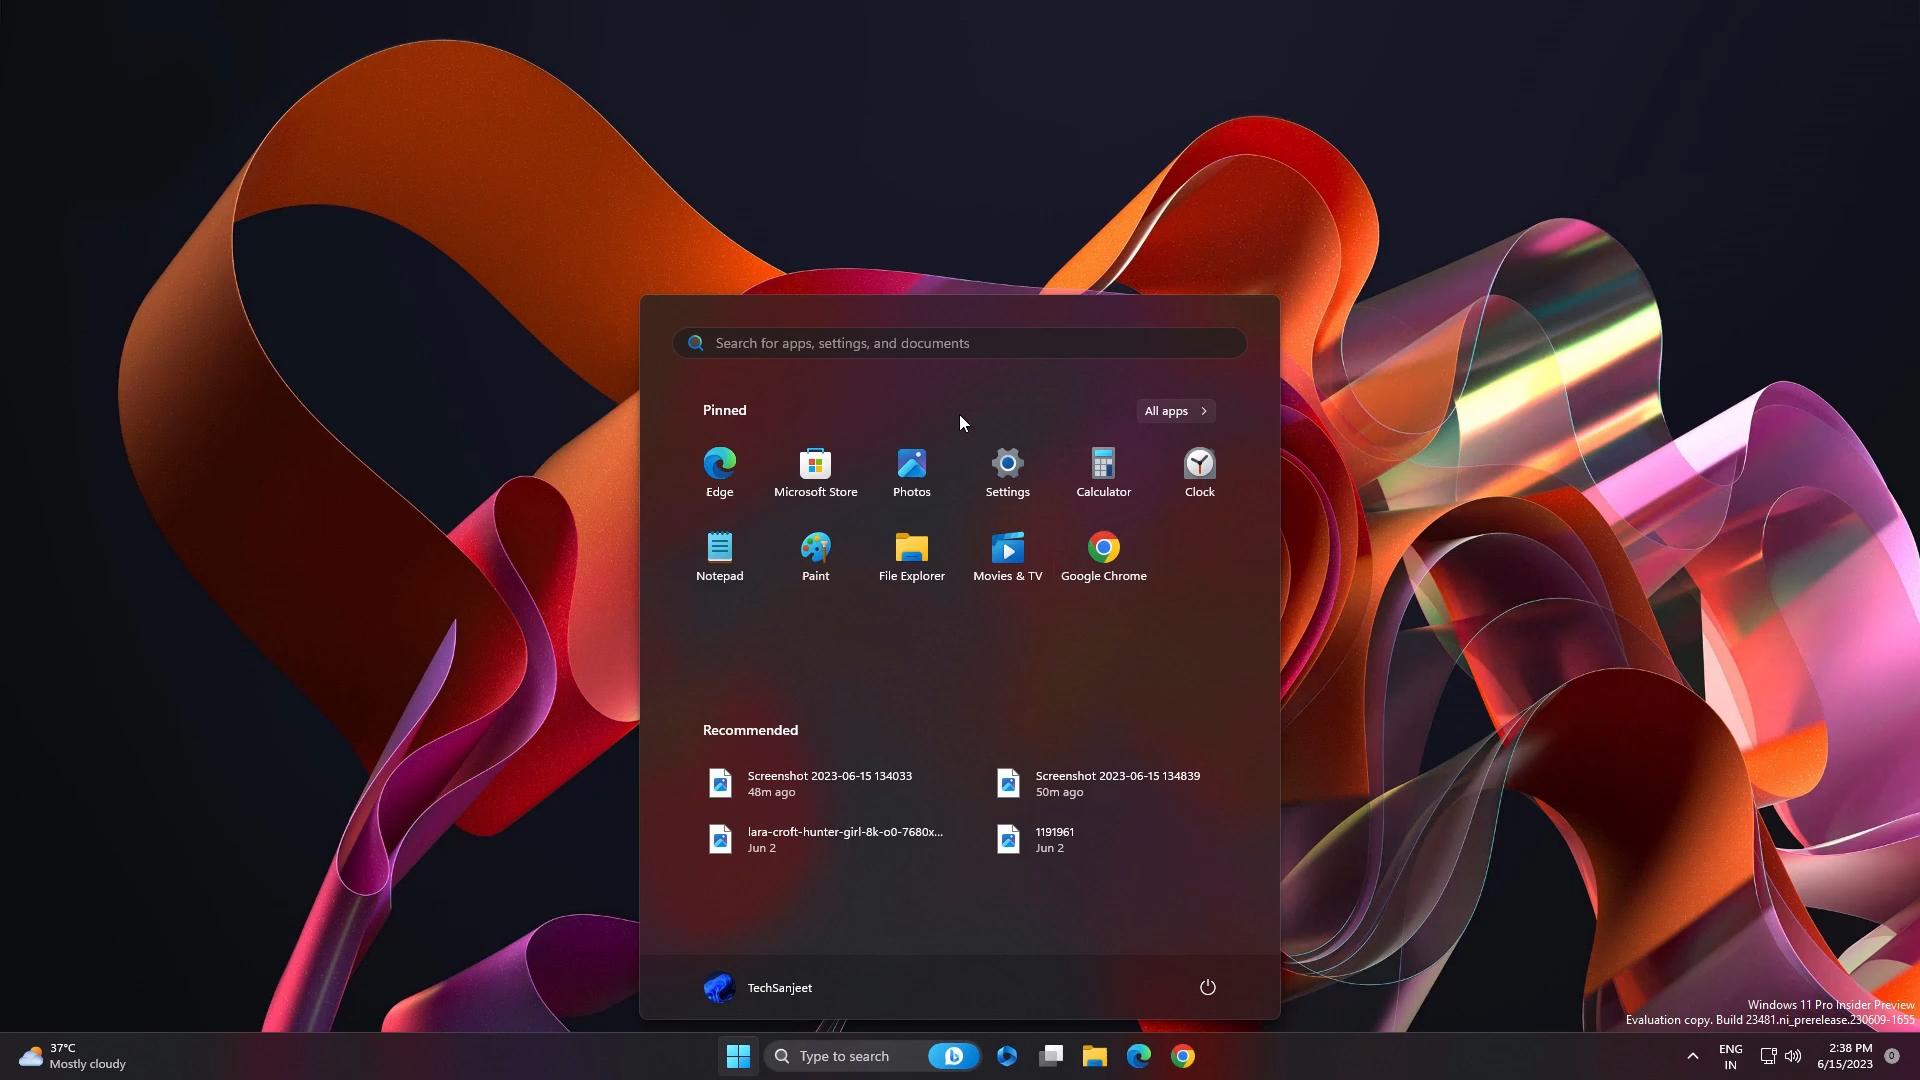 Search for apps, settings, and documents
Pinned
All apps
Edge
Microsoft Store
Photos
Settings
Calculator
Clock
Notepad
Paint
File Explorer
Movies & TV
Google Chrome
Recommended
Screenshot 2023-06-15 134033
48m ago
Screenshot 2023-06-15 134839
50m ago
lara-croft-hunter-girl-8k-o0-7680x...
Jun 2
1191961
Jun 2
TechSanjeet
Windows 11 Pro Insider Preview
Evaluation copy. Build 23481.ni_prerelease.230609-1655
37°C
Mostly cloudy
Type to search
ENG
IN
2:38 PM
6/15/2023
0